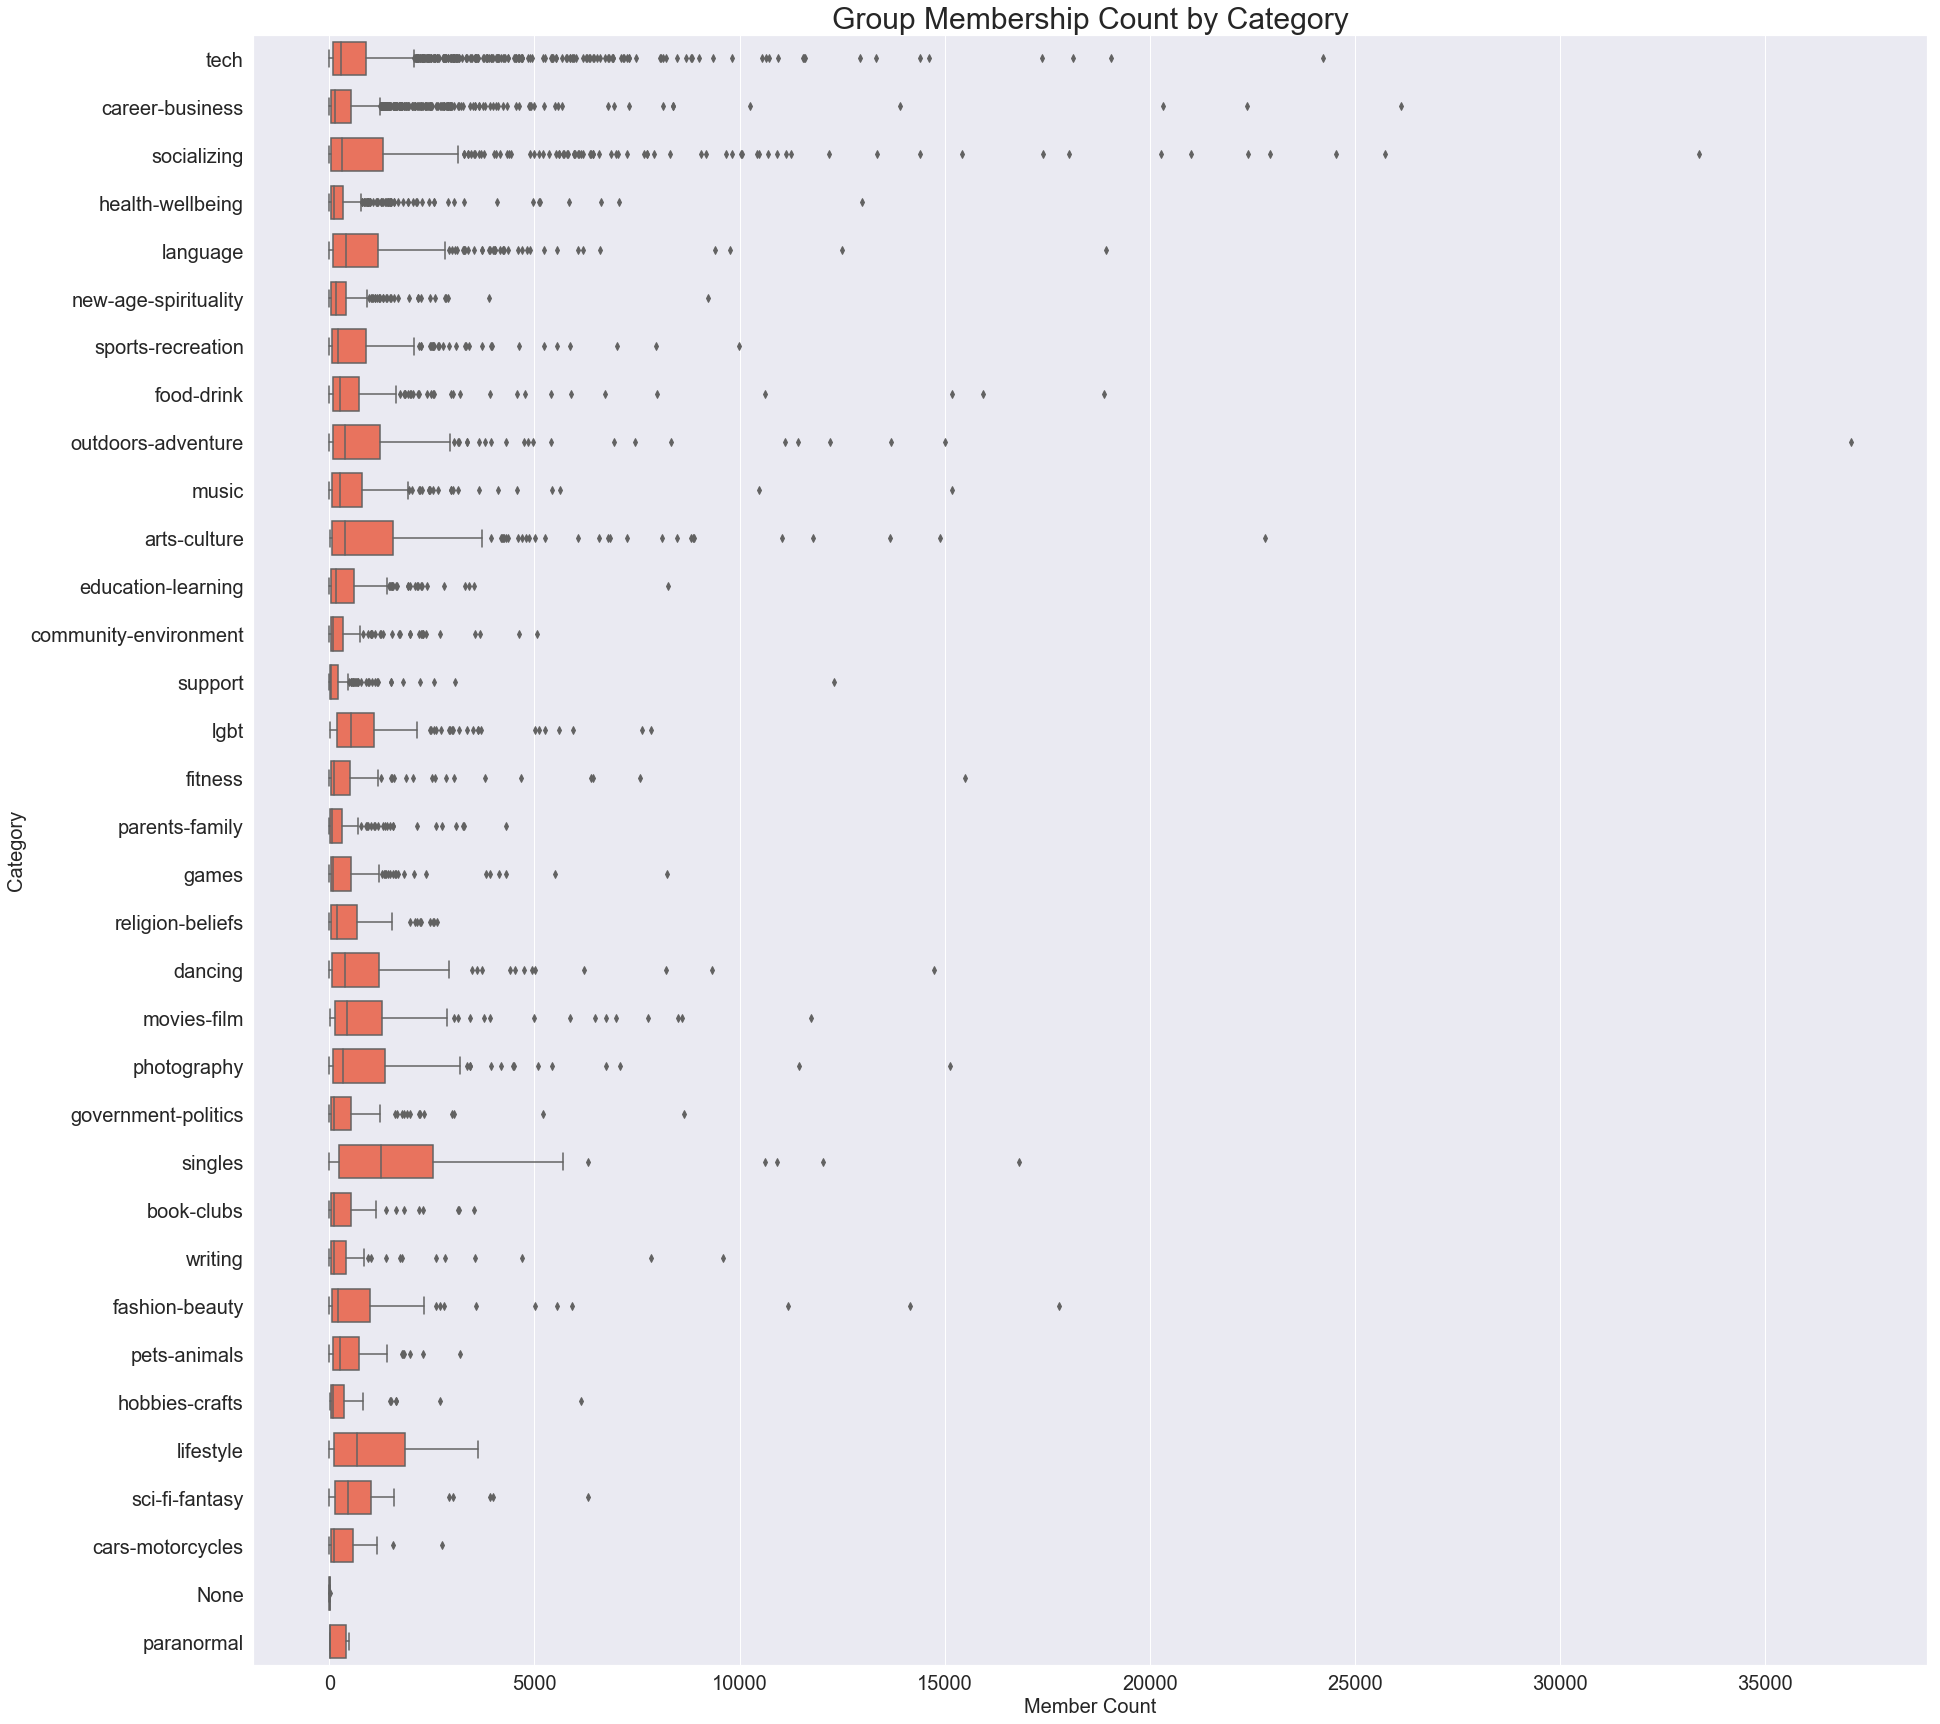 Group Membership Count by Category
tech
career-business
socializing
health-wellbeing
language
new-age-spirituality
sports-recreation
food-drink
outdoors-adventure
music
arts-culture
education-learning
community-environment
support
lgbt
fitness
parents-family
games
religion-beliefs
dancing
movies-film
photography
government-politics
singles
book-clubs
writing
fashion-beauty
pets-animals
hobbies-crafts
lifestyle
sci-fi-fantasy
cars-motorcycles
None
paranormal
Category
0 5000 10000 15000 20000 25000 30000 35000
Member Count